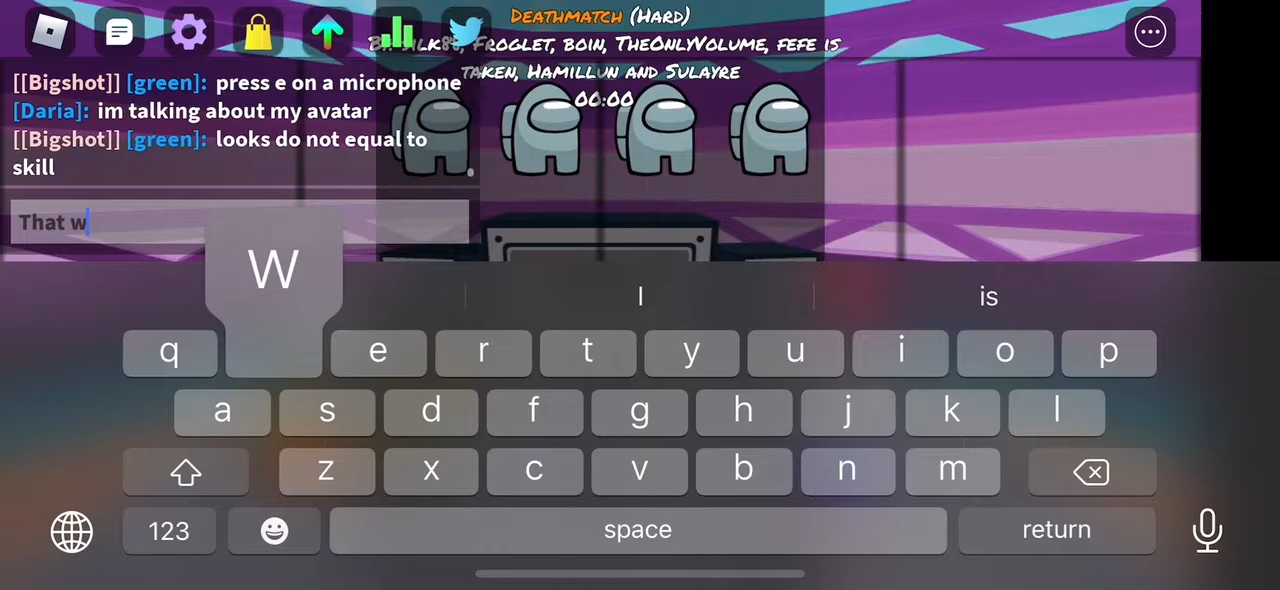 Deathmatch (Hard)
Froglet, boin, TheOnlyVolume, fefe is
taken, Hamillun and Sulayre
00:00
[[Bigshot]] [green]: press e on a microphone
[Daria]: im talking about my avatar
[[Bigshot]] [green]: looks do not equal to
skill
That w
W
I is
q e r t y u i o p
a s d f g h j k l
z x c v b n m
123 space return